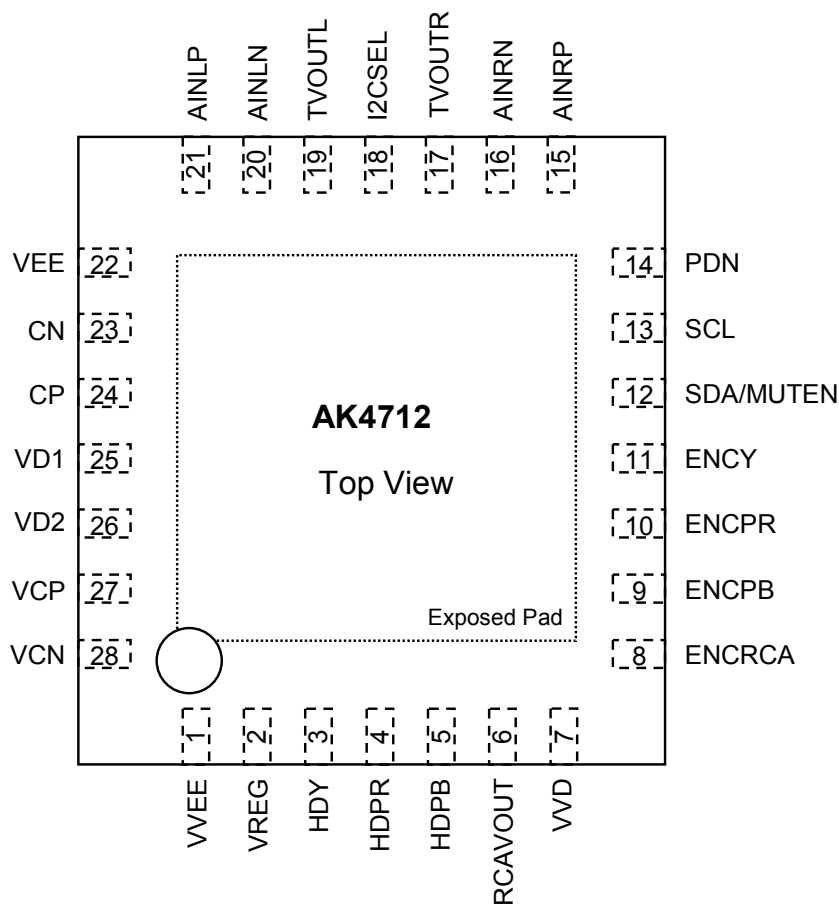 AINLP
AINLN
TVOUTL
I2CSEL
TVOUTR
AINRN
AINRP
21
20
19
18
17
16
15
VEE 22
14 PDN
CN 23
13 SCL
CP 24
12 SDA/MUTEN
AK4712
VD1 25
11 ENCY
Top View
VD2 26
10 ENCPR
VCP 27
9 ENCPB
Exposed Pad
VCN 28
8 ENCRCA
1
2
3
4
5
6
7
VVEE
VREG
HDY
HDPR
HDPB
RCAVOUT
VVD